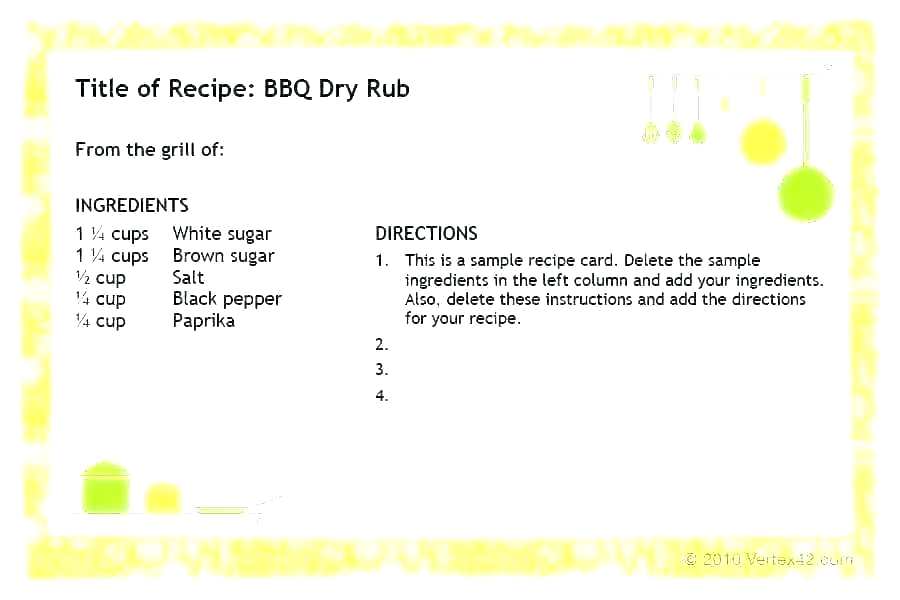 Title of Recipe: BBQ Dry Rub
From the grill of:
INGREDIENTS
1 ¼ cups White sugar
1 ¼ cups Brown sugar
½ cup Salt
¼ cup Black pepper
¼ cup Paprika
DIRECTIONS
1. This is a sample recipe card. Delete the sample
ingredients in the left column and add your ingredients.
Also, delete these instructions and add the directions
for your recipe.
2.
3.
4.
© 2010 Vertex42.com